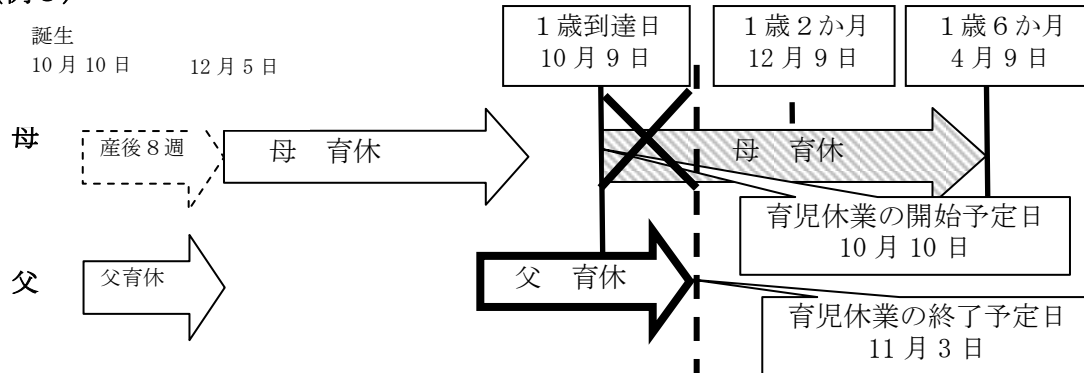 誕生
10月10日　12月5日
1歳到達日
10月9日
1歳2か月
12月9日
1歳6か月
4月9日
母
産後8週
母　育休
母　育休
育児休業の開始予定日
10月10日
父
父育休
父　育休
育児休業の終了予定日
11月3日